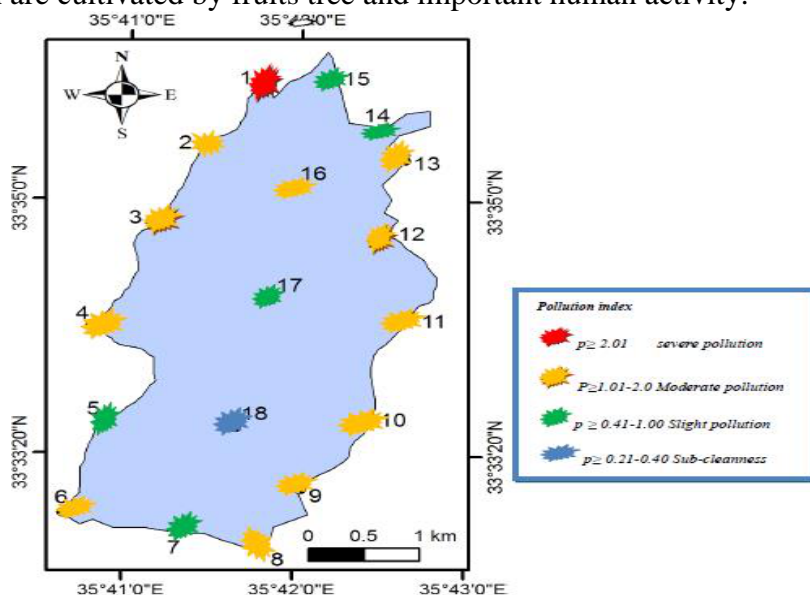 are cultivated by fruits tree and important human activity.
35°41'0"E
N
W E
S
1
15
14
2
13
16
33°35'0"N
33°35'0"N
3
12
17
4
11
Pollution index
p≥ 2.01 severe pollution
P≥1.01-2.0 Moderate pollution
p ≥ 0.41-1.00 Slight pollution
p≥ 0.21-0.40 Sub-cleanness
5
18
10
33°33'20"N
33°33'20"N
6
9
7
8
0 0.5 1 km
35°41'0"E 35°42'0"E 35°43'0"E